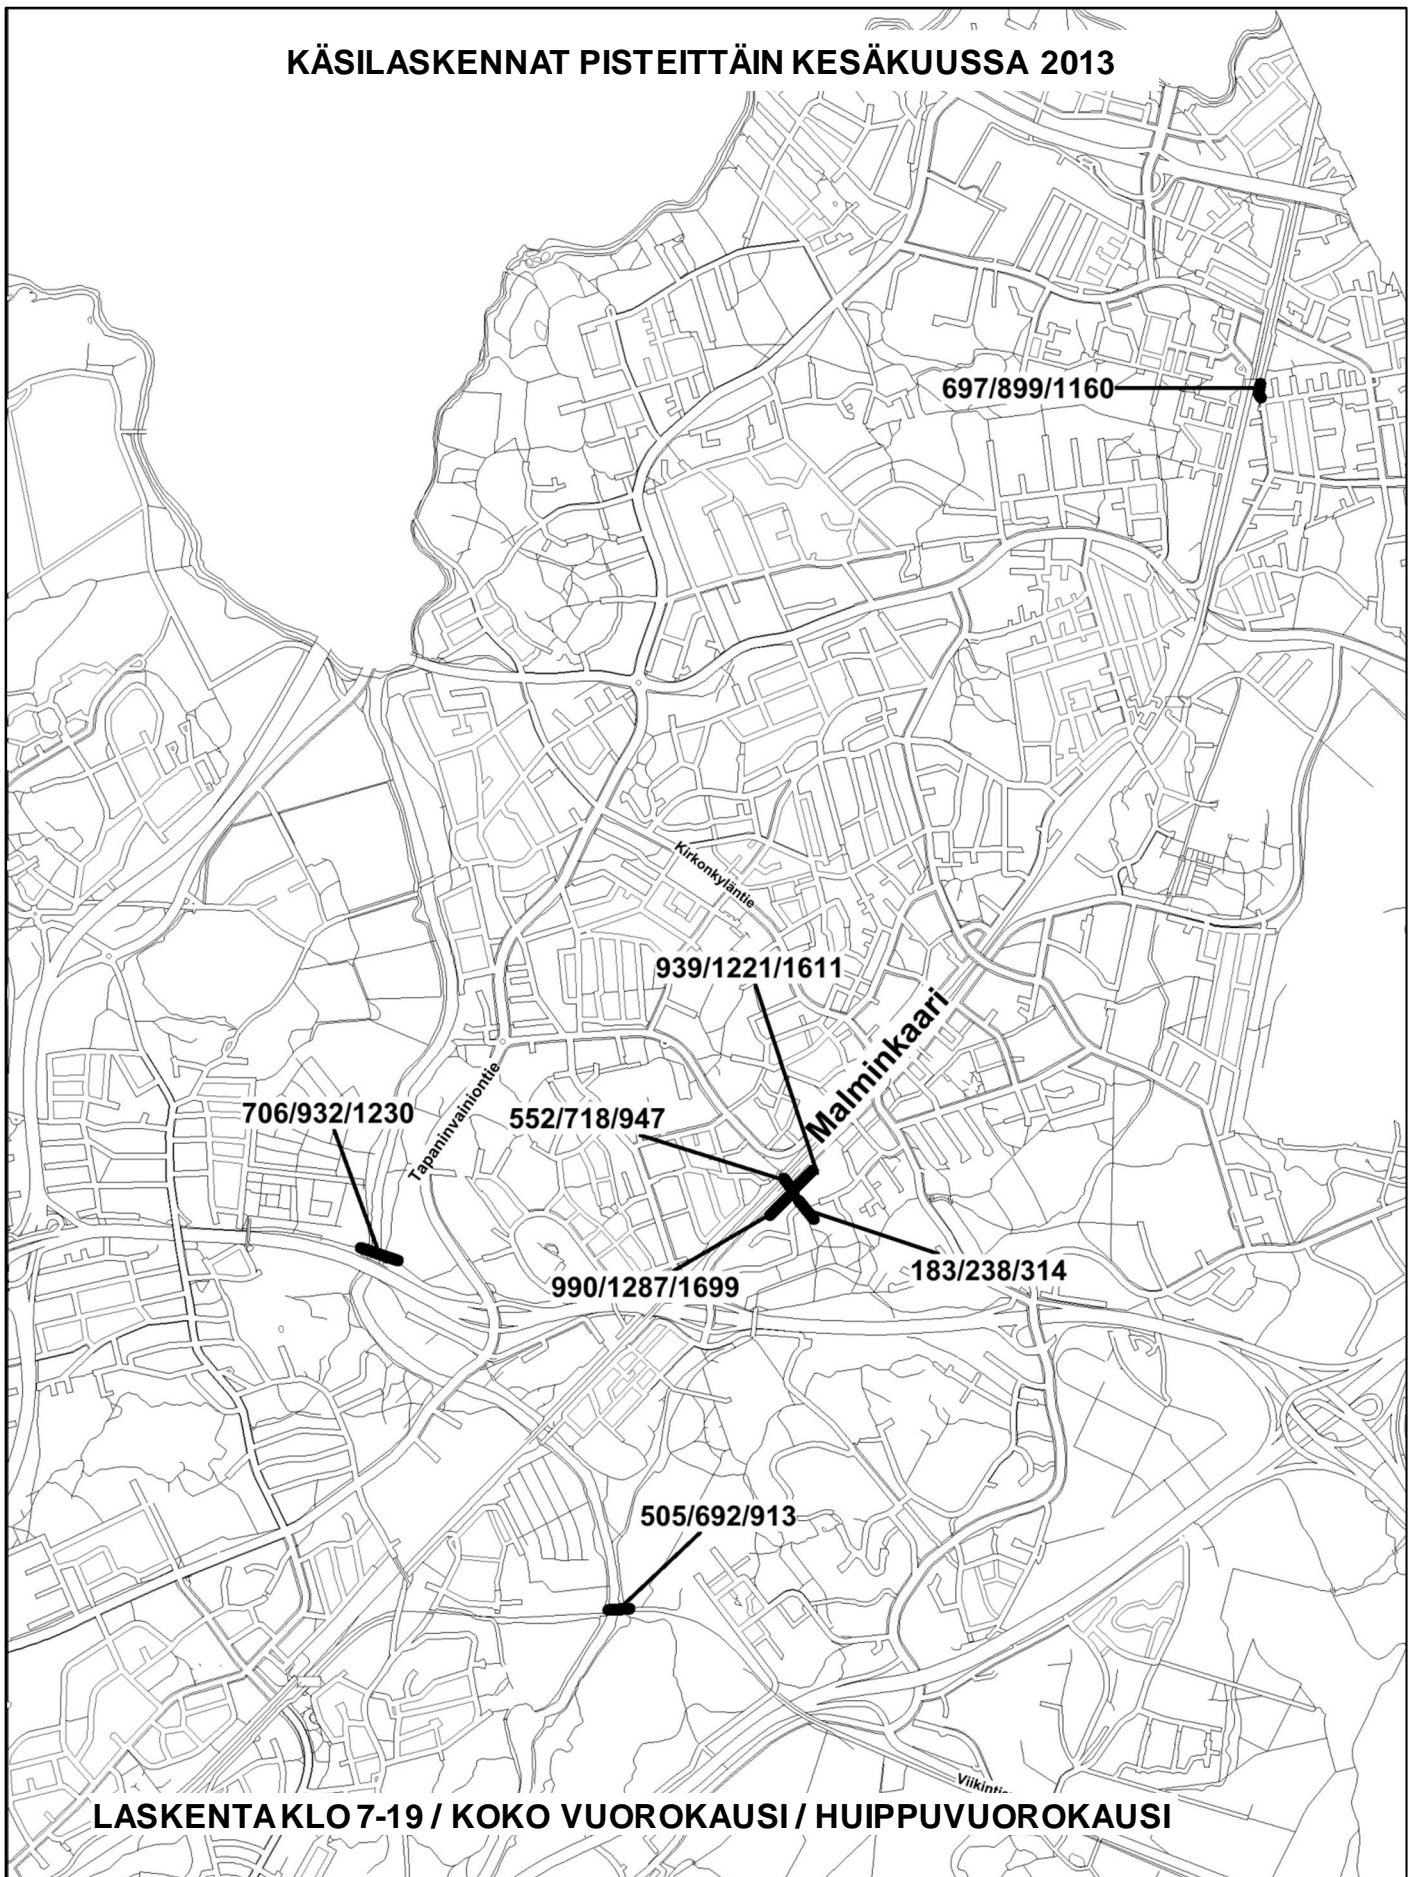 KÄSILASKENNAT PISTEITTÄIN KESÄKUUSSA 2013
697/899/1160
Kirkonkyläntie
939/1221/1611
Malminkaari
Tapaninvainiontie
706/932/1230
552/718/947
183/238/314
990/1287/1699
505/692/913
LASKENTA KLO 7-19 / KOKO VUOROKAUSI / HUIPPUVUOROKAUSI